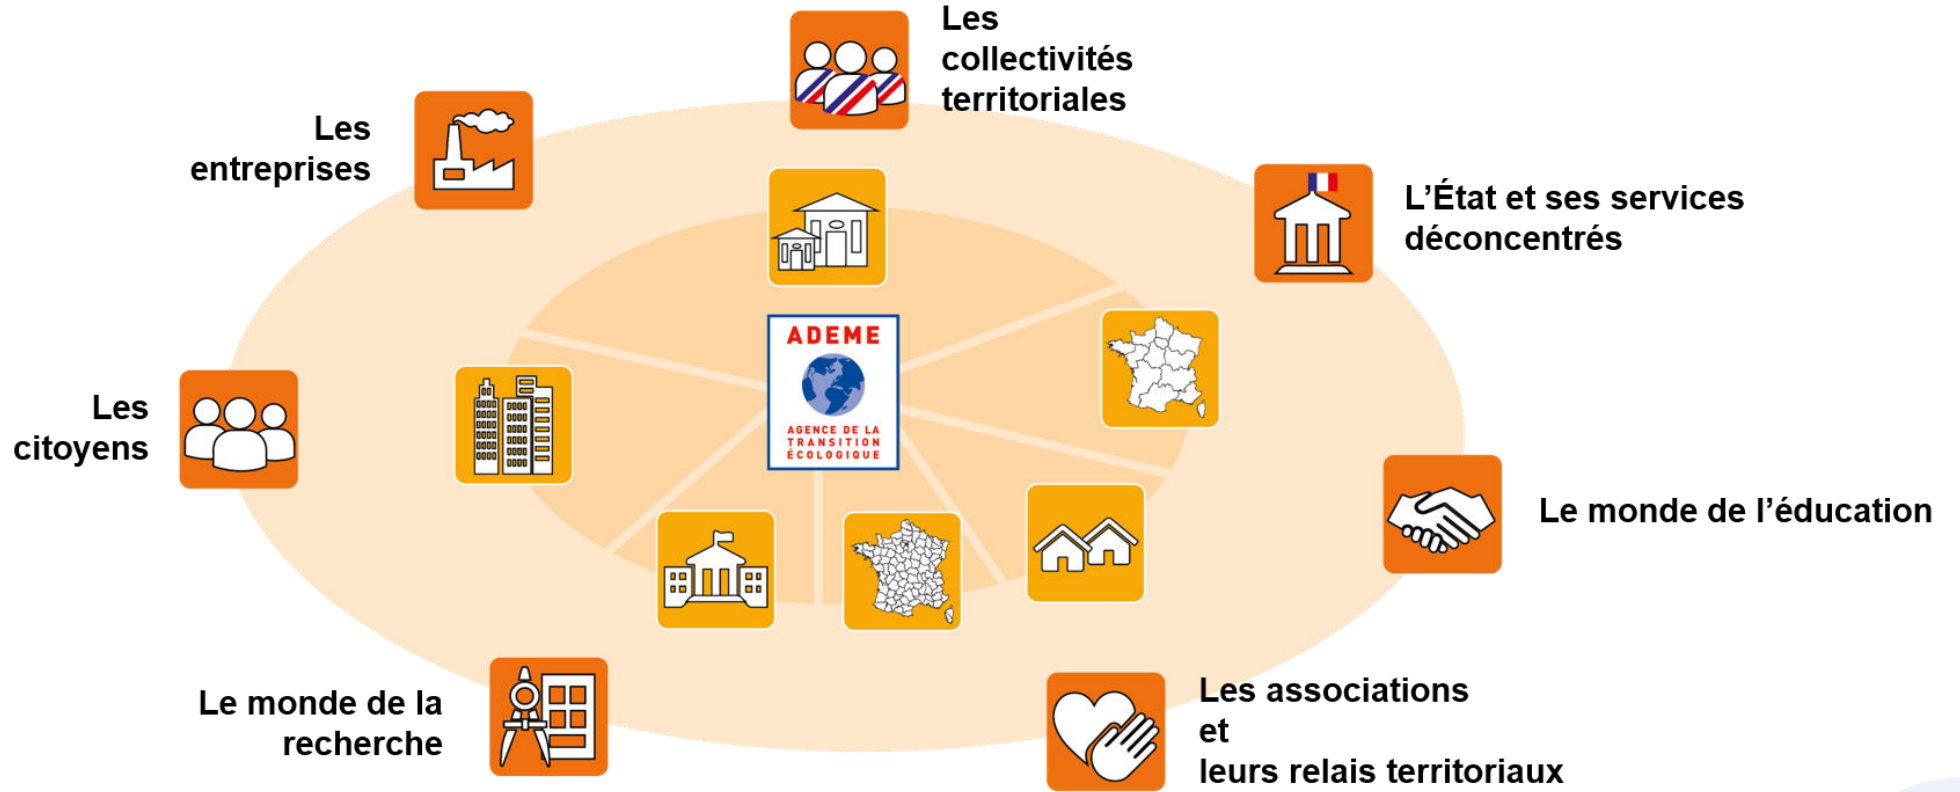 Les
collectivités
territoriales
Les
entreprises
L'État et ses services
déconcentrés
ADEME
AGENCE DE LA
TRANSITION
ÉCOLOGIQUE
Les
citoyens
Le monde de l'éducation
Le monde de la
recherche
Les associations
et
leurs relais territoriaux